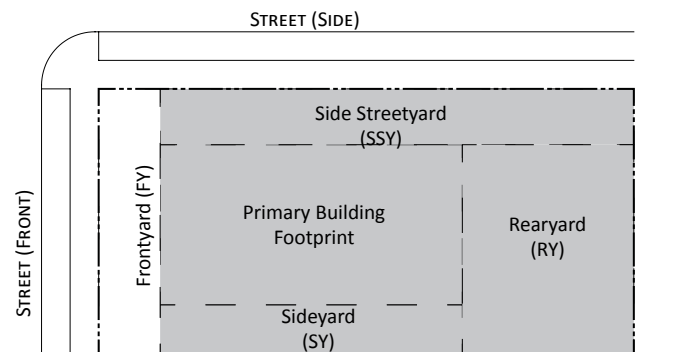 STREET (SIDE)
Side Streetyard
(SSY)
STREET (FRONT)
Frontyard (FY)
Primary Building
Footprint
Rearyard
(RY)
Sideyard
(SY)